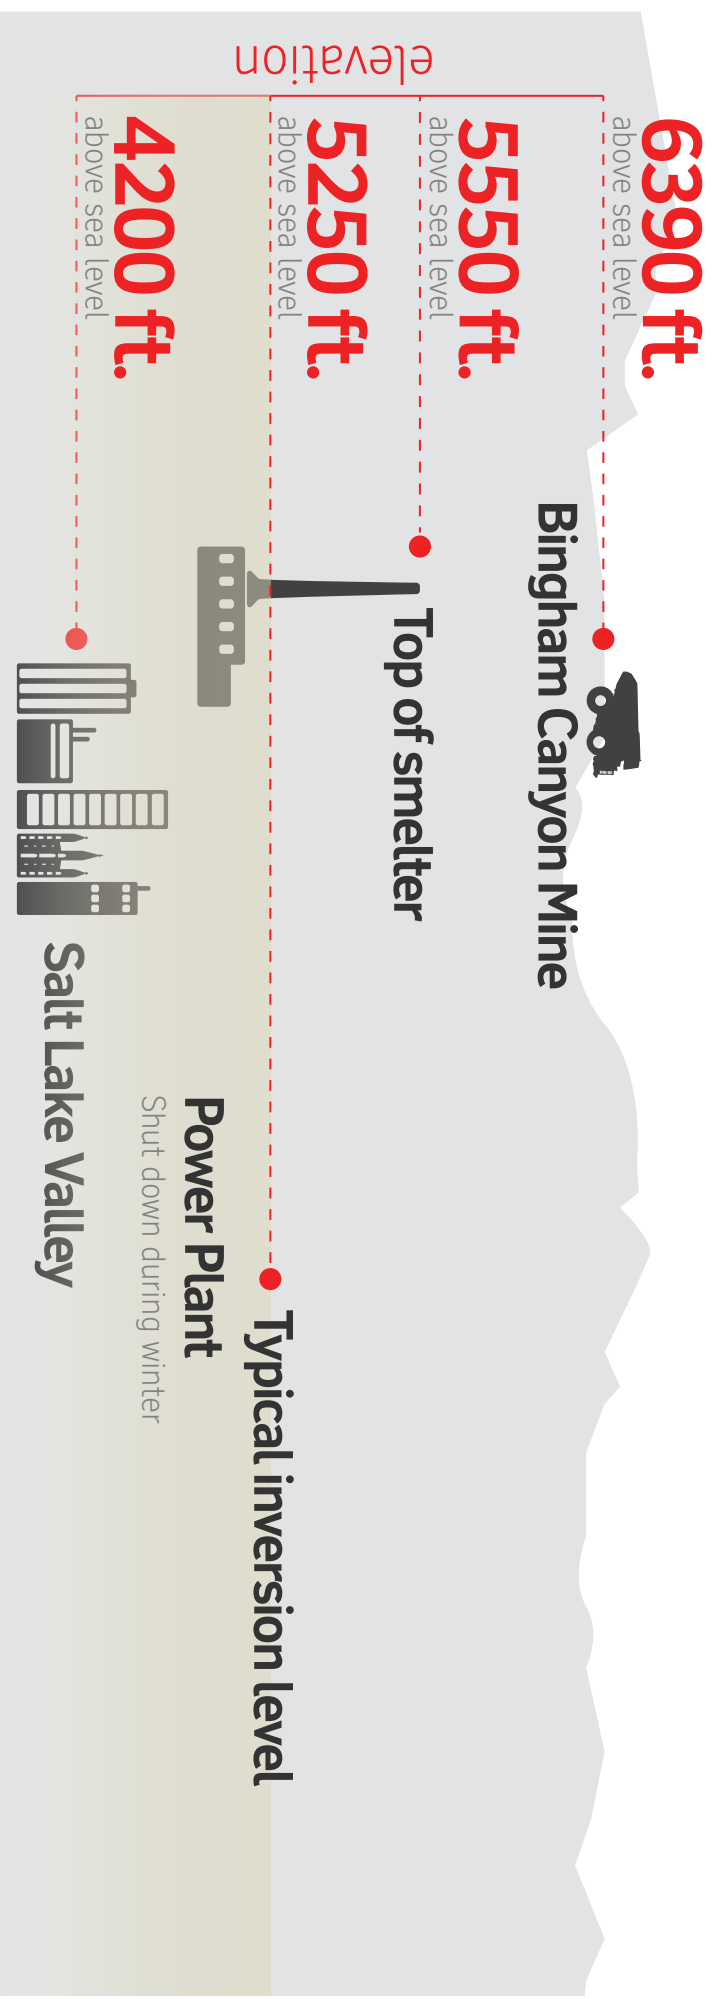 elevation
6390 ft.
above sea level
Bingham Canyon Mine
5550 ft.
above sea level
Top of smelter
5250 ft.
above sea level
Typical inversion level
Power Plant
Shut down during winter
4200 ft.
above sea level
Salt Lake Valley